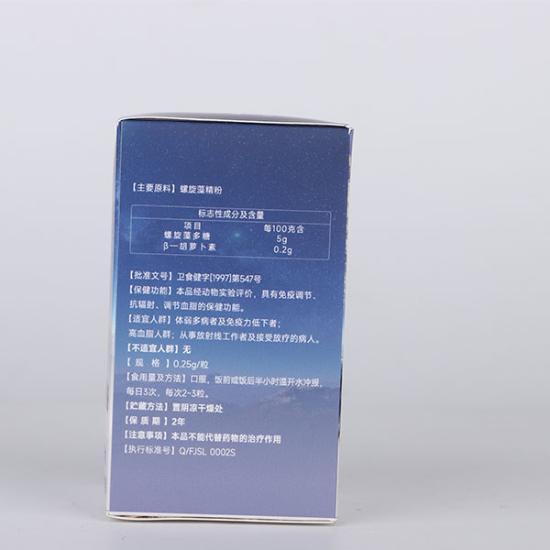 【主要原料】螺旋藻精粉
标志性成分及含量
项目 每100克含
螺旋藻多糖 5g
β—胡萝卜素 0.2g
【批准文号】卫食健字[1997]第547号
【保健功能】本品经动物实验评价，具有免疫调节、
抗辐射、调节血脂的保健功能。
【适宜人群】体弱多病者及免疫力低下者；
高血脂人群；从事放射线工作者及接受放疗的病人。
【不适宜人群】无
【规 格】0.25g/粒
【食用量及方法】口服，饭前或饭后半小时温开水冲服，
每日3次，每次2-3粒。
【贮藏方法】置阴凉干燥处
【保 质 期】2年
【注意事项】本品不能代替药物的治疗作用
【执行标准号】Q/FJSL 0002S